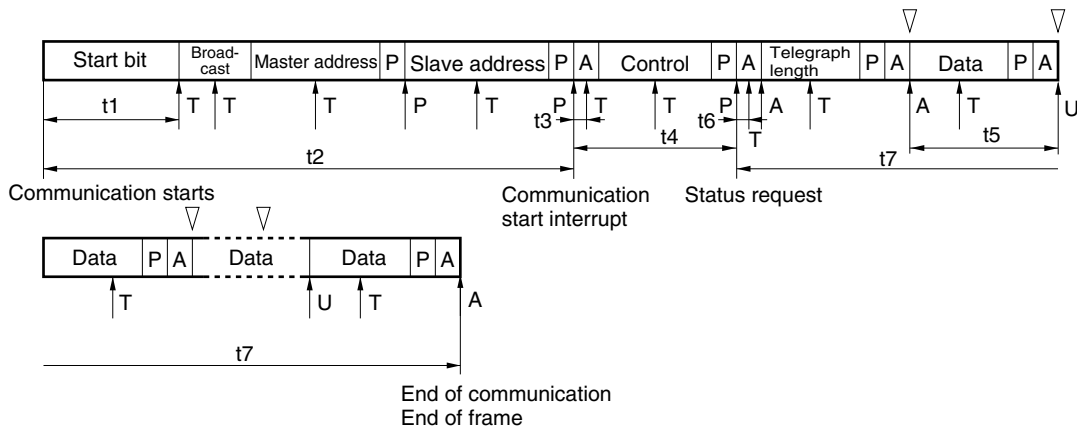 Start bit Broad-cast Master address P Slave address P A Control P A Telegraph length P A Data P A
t1 T T T P T P t3 T T P t6 T A T A T U
t4 t5
t2 t7
Communication starts Communication start interrupt Status request
Data P A Data Data P A
T U T A
t7
End of communication
End of frame